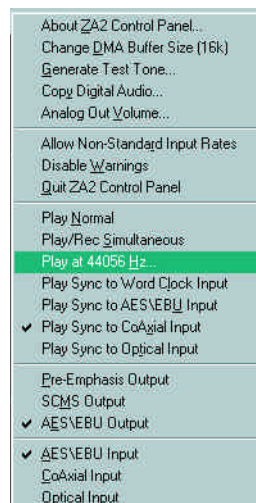 About ZA2 Control Panel...
Change DMA Buffer Size (16k)
Generate Test Tone...
Copy Digital Audio...
Analog Out Volume...
Allow Non-Standard Input Rates
Disable Warnings
Quit ZA2 Control Panel
Play Normal
Play/Rec Simultaneous
Play at 44056 Hz...
Play Sync to Word Clock Input
Play Sync to AES\EBU Input
Play Sync to CoAxial Input
Play Sync to Optical Input
Pre-Emphasis Output
SCMS Output
AES\EBU Output
AES\EBU Input
CoAxial Input
Optical Input